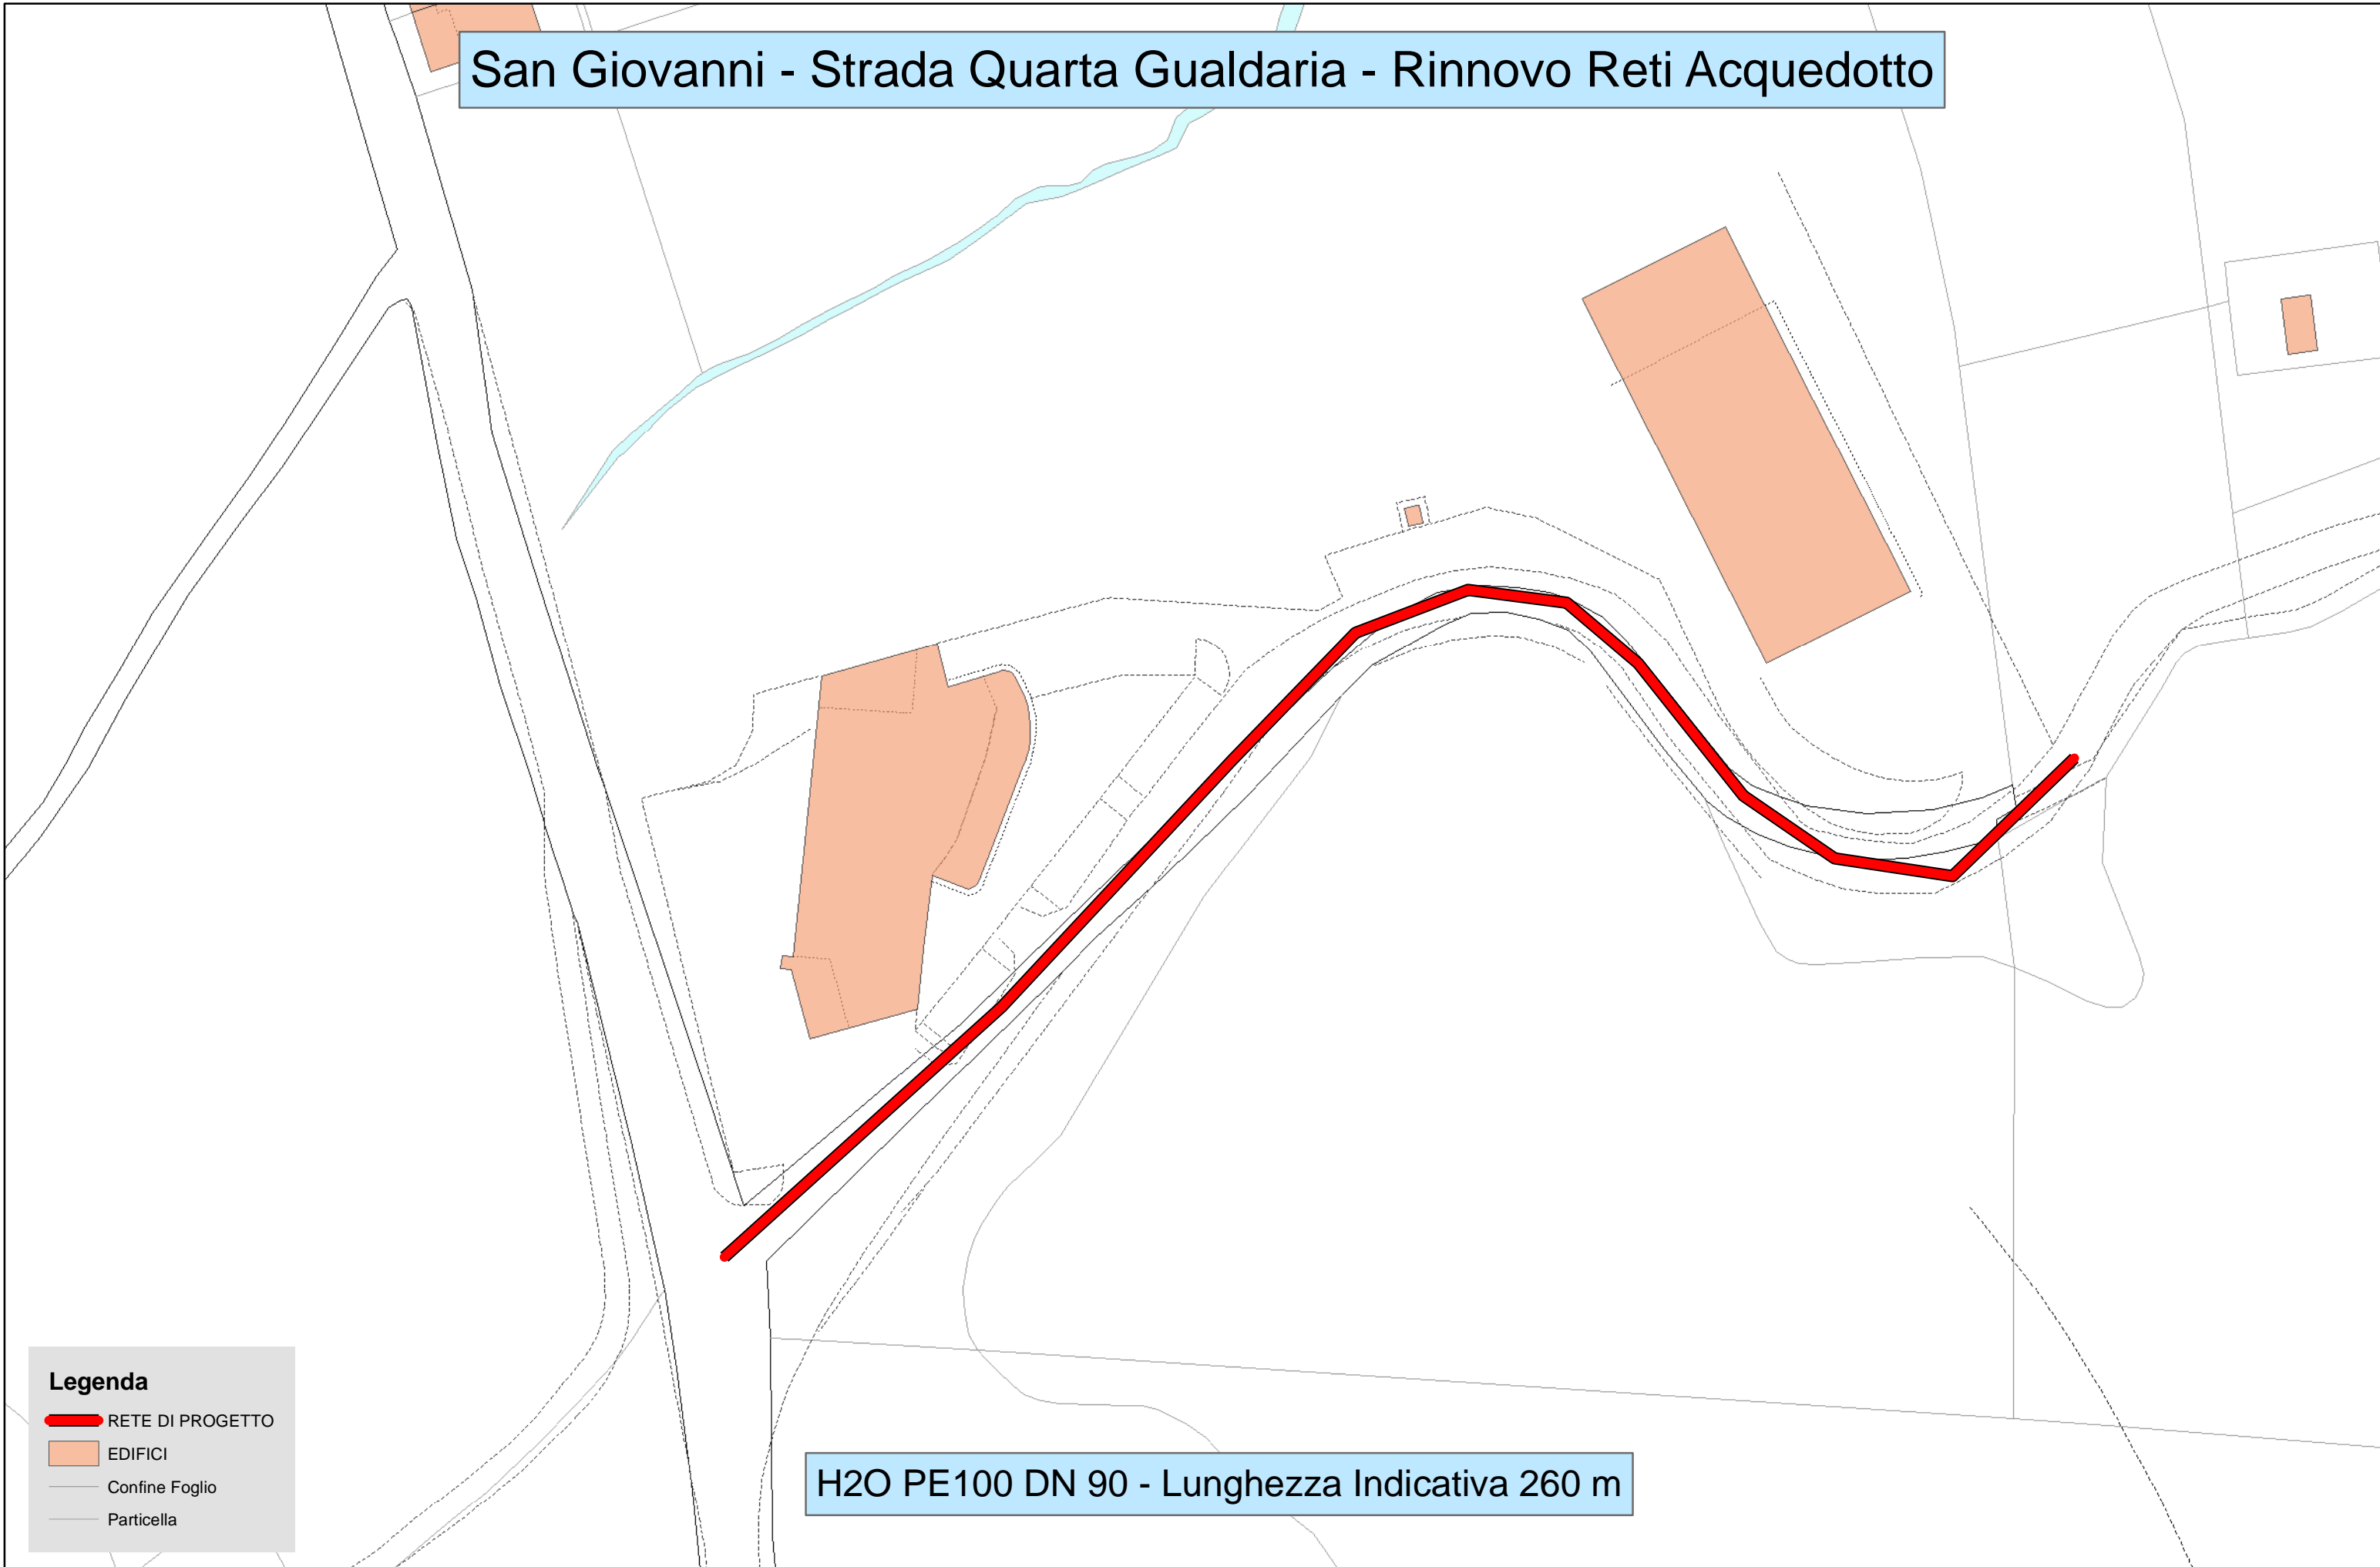 San Giovanni - Strada Quarta Gualdaria - Rinnovo Reti Acquedotto
Legenda
RETE DI PROGETTO
EDIFICI
Confine Foglio
Particella
H2O PE100 DN 90 - Lunghezza Indicativa 260 m